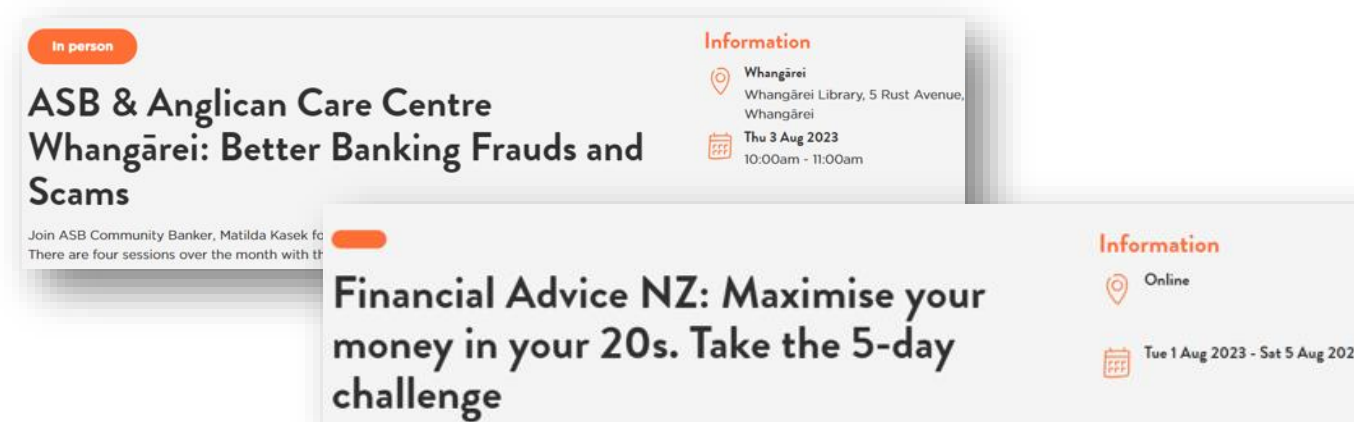 In person
ASB & Anglican Care Centre
Whangārei: Better Banking Frauds and
Scams
Join ASB Community Banker, Matilda Kasek
There are four sessions over the month with
Information
Whangārei
Whangārei Library, 5 Rust Avenue,
Whangārei
Thu 3 Aug 2023
10:00am - 11:00am
Financial Advice NZ: Maximise your
money in your 20s. Take the 5-day
challenge
Information
Online
Tue 1 Aug 2023 - Sat 5 Aug 202